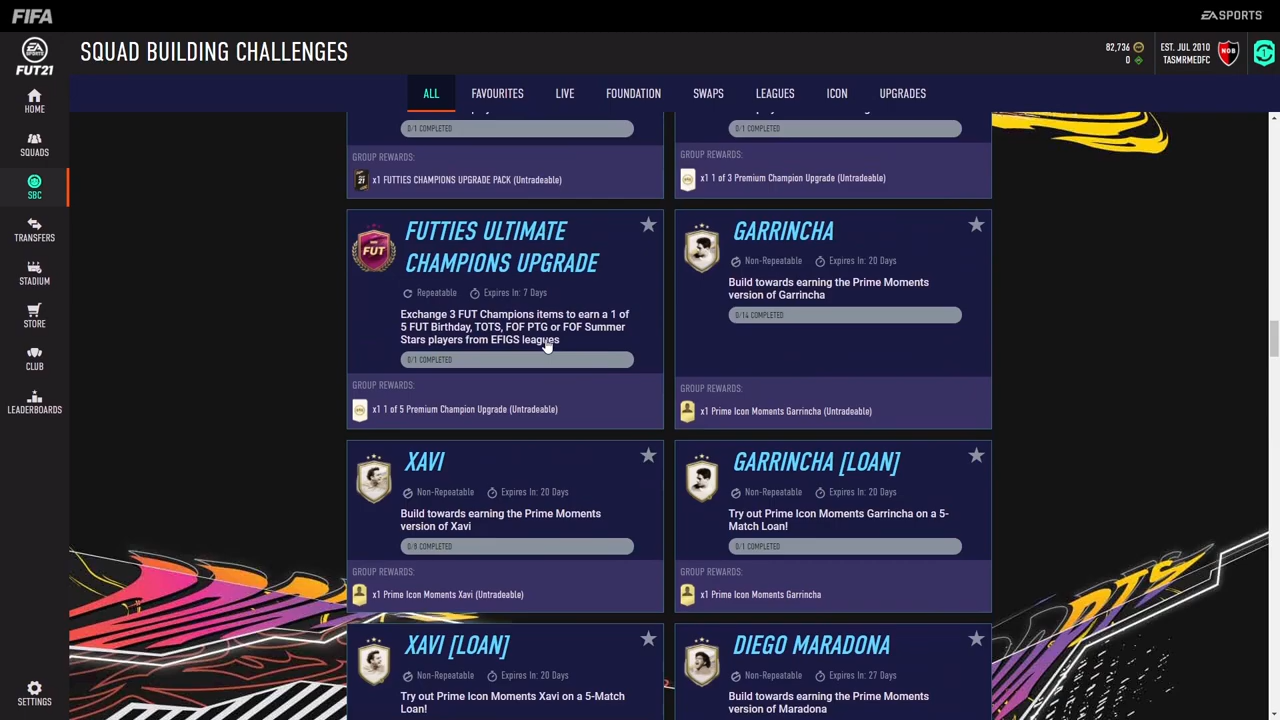 FIFA
EA SPORTS
EA SPORTS
FUT21
SQUAD BUILDING CHALLENGES
82,736
0
EST. JUL 2010
TASMRMEDFC
NOB
HOME
SQUADS
SBC
TRANSFERS
STADIUM
STORE
CLUB
LEADERBOARDS
SETTINGS
ALL
FAVOURITES
LIVE
FOUNDATION
SWAPS
LEAGUES
ICON
UPGRADES
0/1 COMPLETED
GROUP REWARDS:
x1 FUTTIES CHAMPIONS UPGRADE PACK (Untradeable)
0/1 COMPLETED
GROUP REWARDS:
x1 1 of 3 Premium Champion Upgrade (Untradeable)
FUT
FUTTIES ULTIMATE
CHAMPIONS UPGRADE
Repeatable
Expires In: 7 Days
Exchange 3 FUT Champions items to earn a 1 of
5 FUT Birthday, TOTS, FOF PTG or FOF Summer
Stars players from EFIGS leagues
0/1 COMPLETED
GROUP REWARDS:
x1 1 of 5 Premium Champion Upgrade (Untradeable)
GARRINCHA
Non-Repeatable
Expires In: 20 Days
Build towards earning the Prime Moments
version of Garrincha
0/14 COMPLETED
GROUP REWARDS:
x1 Prime Icon Moments Garrincha (Untradeable)
XAVI
Non-Repeatable
Expires In: 20 Days
Build towards earning the Prime Moments
version of Xavi
0/8 COMPLETED
GROUP REWARDS:
x1 Prime Icon Moments Xavi (Untradeable)
GARRINCHA [LOAN]
Non-Repeatable
Expires In: 20 Days
Try out Prime Icon Moments Garrincha on a 5-
Match Loan!
0/1 COMPLETED
GROUP REWARDS:
x1 Prime Icon Moments Garrincha
XAVI [LOAN]
Non-Repeatable
Expires In: 20 Days
Try out Prime Icon Moments Xavi on a 5-Match
Loan!
DIEGO MARADONA
Non-Repeatable
Expires In: 27 Days
Build towards earning the Prime Moments
version of Maradona